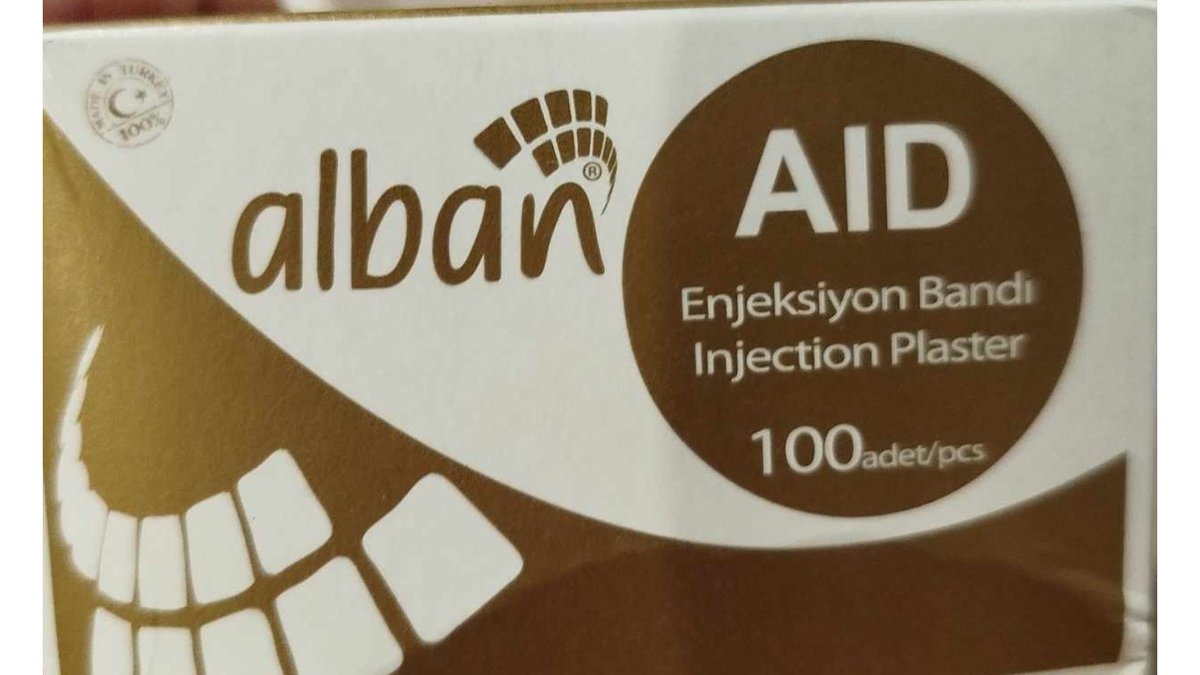 MADE IN TURKEY
100%
alban®
AID
Enjeksiyon Bandı
Injection Plaster
100adet/pcs